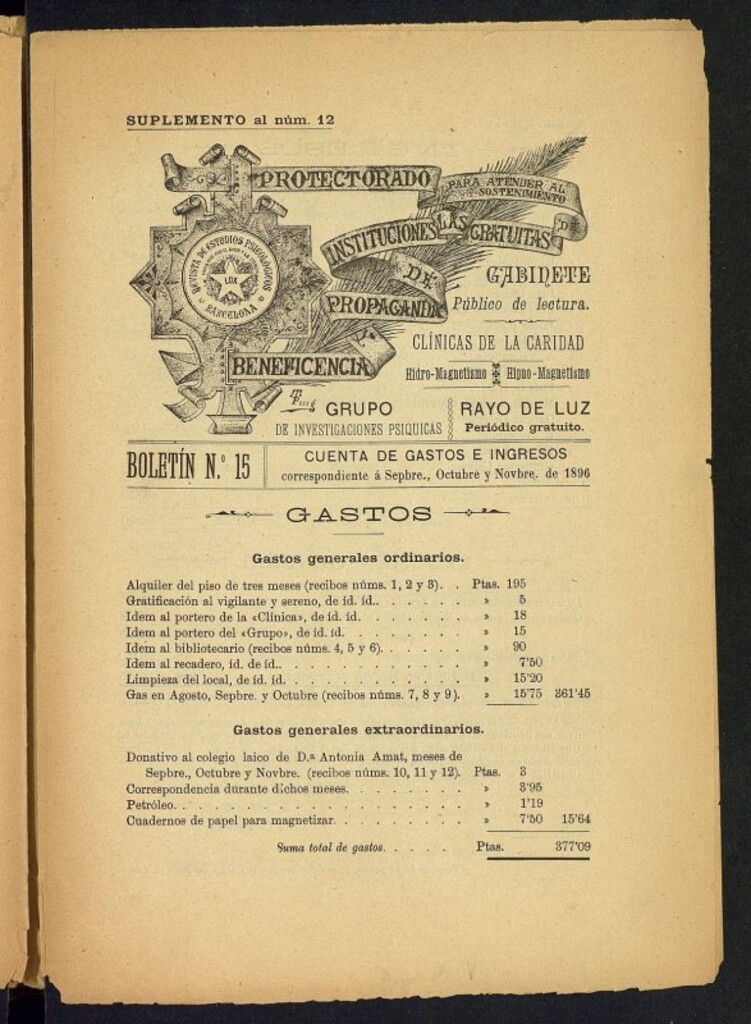 SUPLEMENTO al núm. 12
PROTECTORADO
PARA ATENDER AL
SOSTENIMIENTO
DE
LAS
INSTITUCIONES GRATUITAS
DE
PROPAGANDA
Y
BENEFICENCIA
REVISTA DE ESTUDIOS PSICOLÓGICOS
LUX
BARCELONA
GABINETE
Público de lectura.
CLÍNICAS DE LA CARIDAD
Hidro-Magnetismo Hipno-Magnetismo
GRUPO
DE INVESTIGACIONES PSIQUICAS
RAYO DE LUZ
Periódico gratuito.
BOLETÍN N.º 15
CUENTA DE GASTOS E INGRESOS
correspondiente á Sepbre., Octubre y Novbre. de 1896
GASTOS
Gastos generales ordinarios.
Alquiler del piso de tres meses (recibos núms. 1, 2 y 3). . Ptas. 195
Gratificación al vigilante y sereno, de íd. íd.. . . . . . . » 5
Idem al portero de la «Clínica», de íd. íd. . . . . . . . » 18
Idem al portero del «Grupo», de íd. íd. . . . . . . . . » 15
Idem al bibliotecario (recibos núms. 4, 5 y 6). . . . . . . » 90
Idem al recadero, íd. de íd.. . . . . . . . . . . . . » 7'50
Limpieza del local, de íd. íd. . . . . . . . . . . . . » 15'20
Gas en Agosto, Sepbre. y Octubre (recibos núms. 7, 8 y 9). » 15'75 361'45
Gastos generales extraordinarios.
Donativo al colegio laico de D.ª Antonia Amat, meses de
Sepbre., Octubre y Novbre. (recibos núms. 10, 11 y 12). Ptas. 3
Correspondencia durante dichos meses. . . . . . . . » 3'95
Petróleo. . . . . . . . . . . . . . . . . . » 1'19
Cuadernos de papel para magnetizar. . . . . . . . . » 7'50 15'64
Suma total de gastos. . . . . Ptas. 377'09